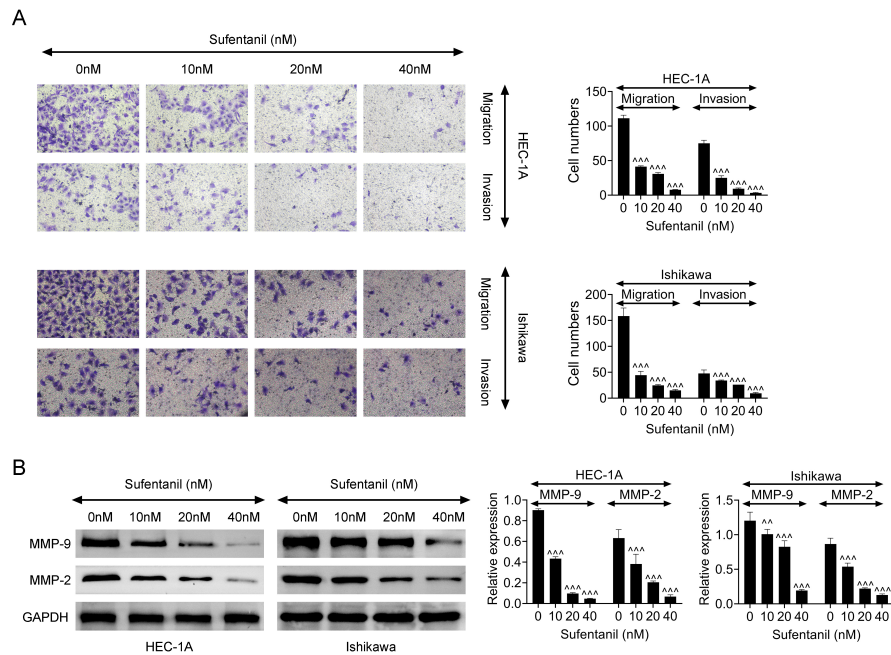 A
Sufentanil (nM)
0nM 10nM 20nM 40nM
Migration
Invasion
HEC-1A
Migration
Invasion
Ishikawa
HEC-1A
Migration Invasion
Cell numbers
150
100
50
0
^^^ ^^^ ^^^ ^^^ ^^^ ^^^
0 10 20 40 0 10 20 40
Sufentanil (nM)
Ishikawa
Migration Invasion
Cell numbers
200
150
100
50
0
^^^ ^^^ ^^^ ^^^ ^^^ ^^^
0 10 20 40 0 10 20 40
Sufentanil (nM)
B
Sufentanil (nM) Sufentanil (nM)
0nM 10nM 20nM 40nM 0nM 10nM 20nM 40nM
MMP-9
MMP-2
GAPDH
HEC-1A Ishikawa
HEC-1A
MMP-9 MMP-2
Relative expression
1.0
0.8
0.6
0.4
0.2
0.0
^^^ ^^^ ^^^ ^^^ ^^^ ^^^
0 10 20 40 0 10 20 40
Sufentanil (nM)
Ishikawa
MMP-9 MMP-2
Relative expression
1.5
1.0
0.5
0.0
^^ ^^^ ^^^ ^^^ ^^^ ^^^
0 10 20 40 0 10 20 40
Sufentanil (nM)